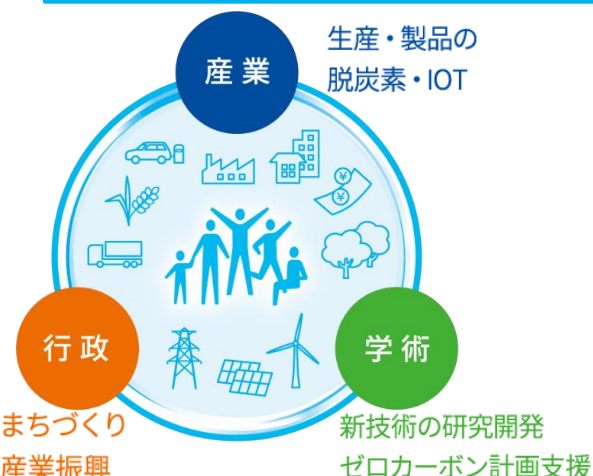 産業
生産・製品の
脱炭素・IOT
¥
¥
行政
まちづくり
産業振興
学術
新技術の研究開発
ゼロカーボン計画支援